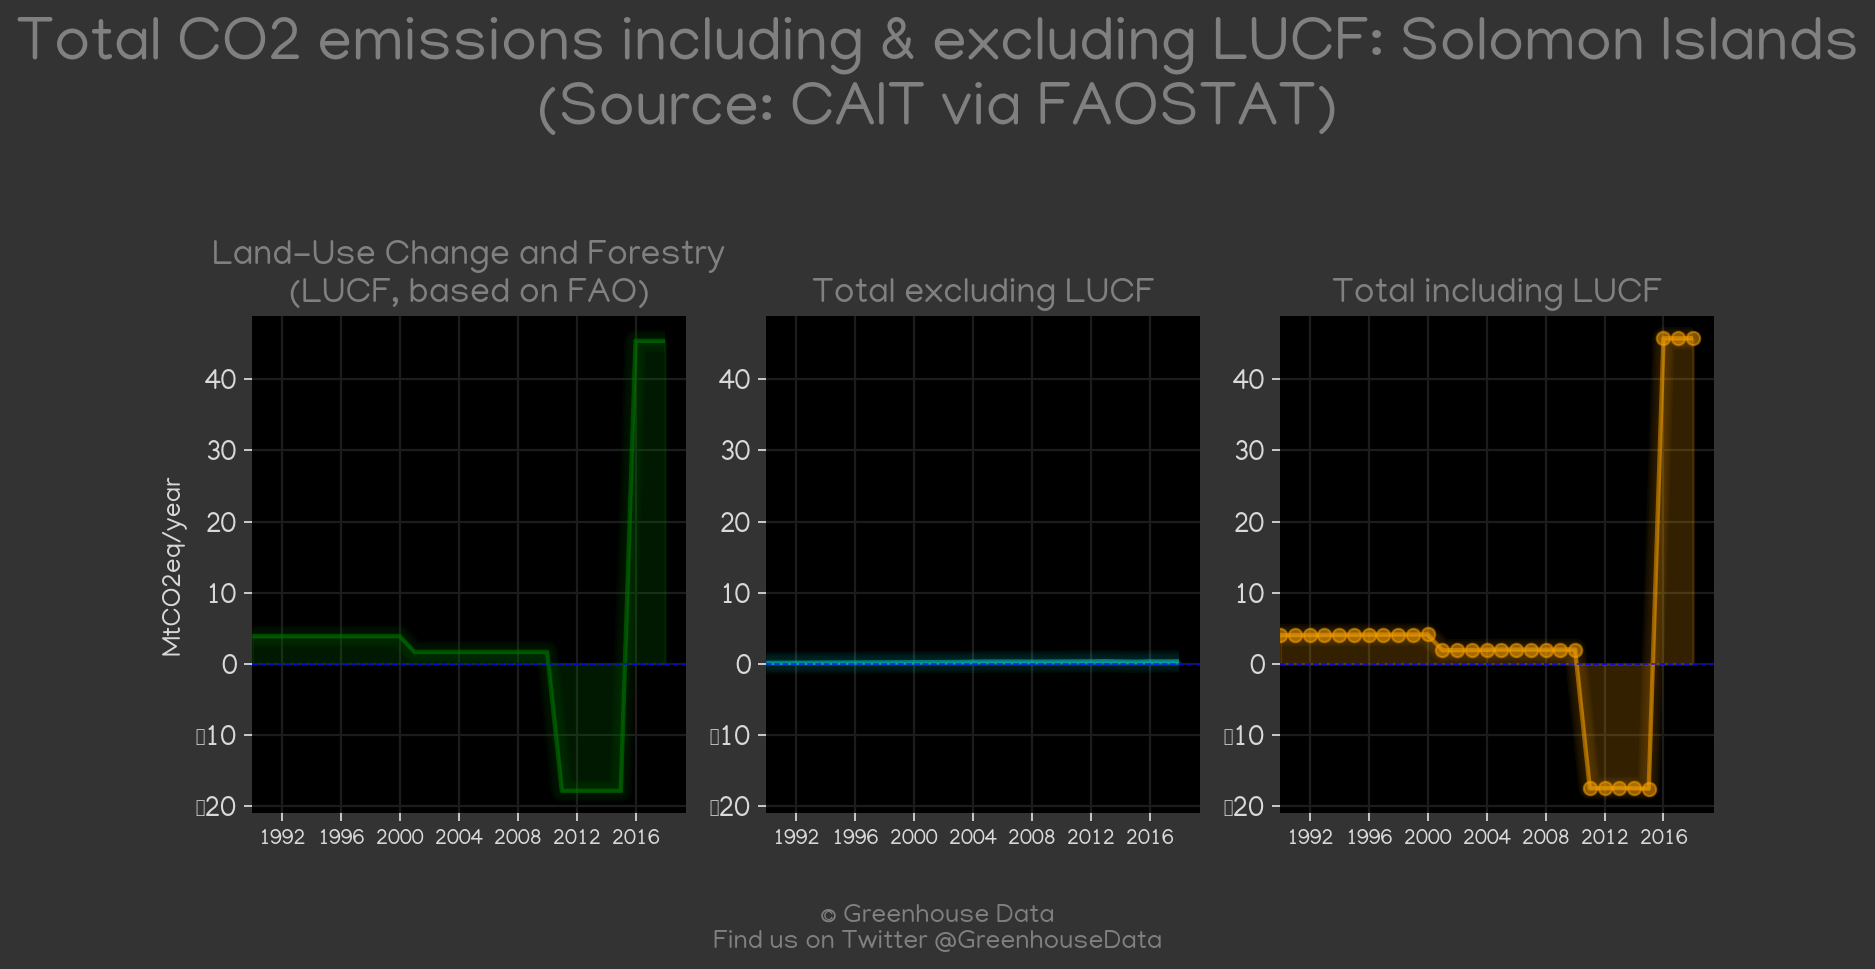 Total CO2 emissions including & excluding LUCF: Solomon Islands
(Source: CAIT via FAOSTAT)
Land-Use Change and Forestry
(LUCF, based on FAO)
MtCO2eq/year
40
30
20
10
0
▯10
▯20
1992 1996 2000 2004 2008 2012 2016
Total excluding LUCF
40
30
20
10
0
▯10
▯20
1992 1996 2000 2004 2008 2012 2016
Total including LUCF
40
30
20
10
0
▯10
▯20
1992 1996 2000 2004 2008 2012 2016
© Greenhouse Data
Find us on Twitter @GreenhouseData